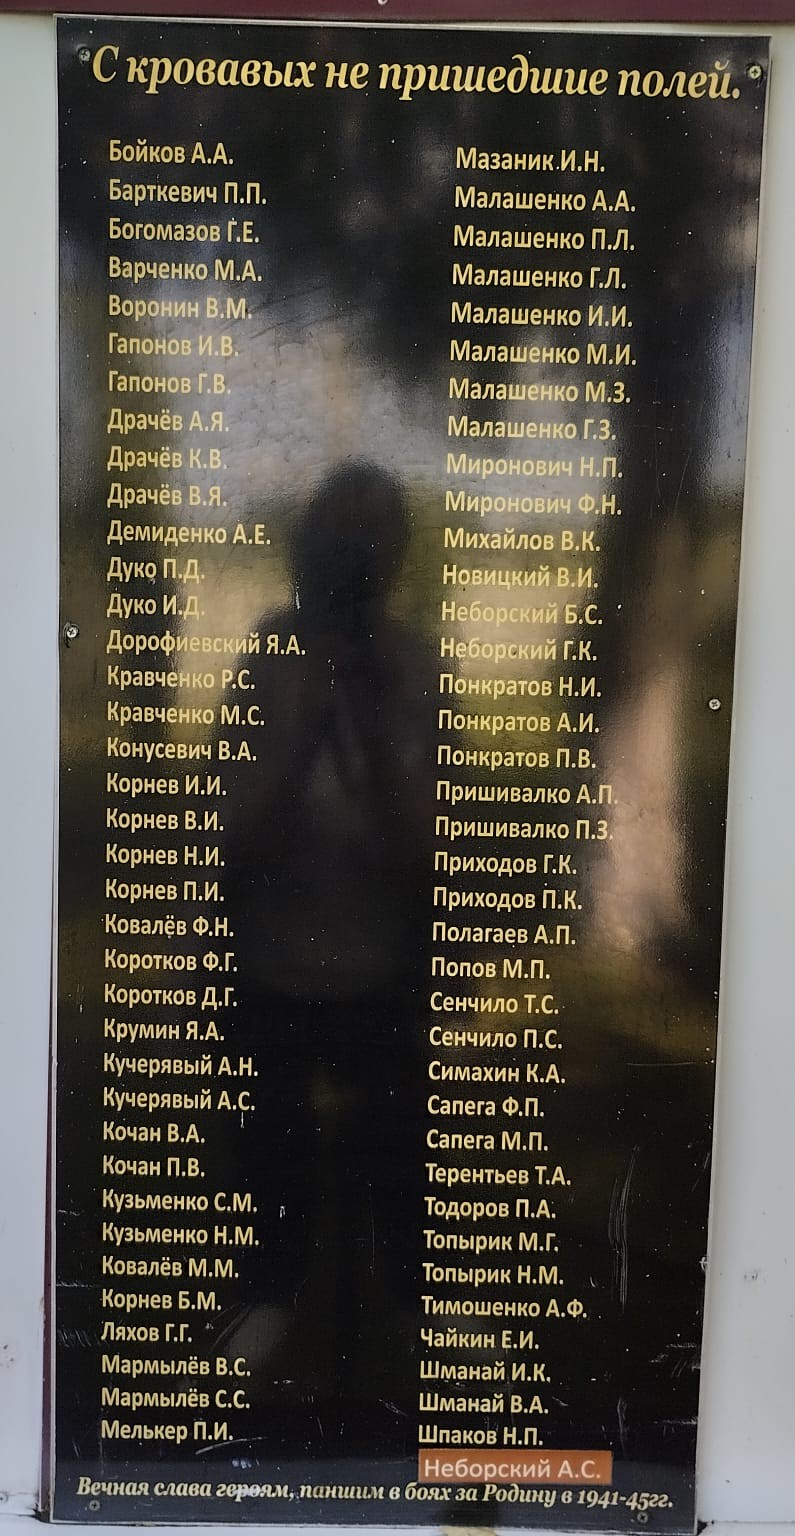 С кровавых не пришедшие полей.
Бойков А.А.
Барткевич П.П.
Богомазов Г.Е.
Варченко М.А.
Воронин В.М.
Гапонов И.В.
Гапонов Г.В.
Драчёв А.Я.
Драчёв К.В.
Драчёв В.Я.
Демиденко А.Е.
Дуко П.Д.
Дуко И.Д.
Дорофиевский Я.А.
Кравченко Р.С.
Кравченко М.С.
Конусевич В.А.
Корнев И.И.
Корнев В.И.
Корнев Н.И.
Корнев П.И.
Ковалёв Ф.Н.
Коротков Ф.Г.
Коротков Д.Г.
Крумин Я.А.
Кучерявый А.Н.
Кучерявый А.С.
Кочан В.А.
Кочан П.В.
Кузьменко С.М.
Кузьменко Н.М.
Ковалёв М.М.
Корнев Б.М.
Ляхов Г.Г.
Мармылёв В.С.
Мармылёв С.С.
Мелькер П.И.
Мазаник И.Н.
Малашенко А.А.
Малашенко П.Л.
Малашенко Г.Л.
Малашенко И.И.
Малашенко М.И.
Малашенко М.З.
Малашенко Г.З.
Миронович Н.П.
Миронович Ф.Н.
Михайлов В.К.
Новицкий В.И.
Неборский Б.С.
Неборский Г.К.
Понкратов Н.И.
Понкратов А.И.
Понкратов П.В.
Пришивалко А.П.
Пришивалко П.З.
Приходов Г.К.
Приходов П.К.
Полагаев А.П.
Попов М.П.
Сенчило Т.С.
Сенчило П.С.
Симахин К.А.
Сапега Ф.П.
Сапега М.П.
Терентьев Т.А.
Тодоров П.А.
Топырик М.Г.
Топырик Н.М.
Тимошенко А.Ф.
Чайкин Е.И.
Шманай И.К.
Шманай В.А.
Шпаков Н.П.
Неборский А.С.
Вечная слава героям, павшим в боях за Родину в 1941-45гг.